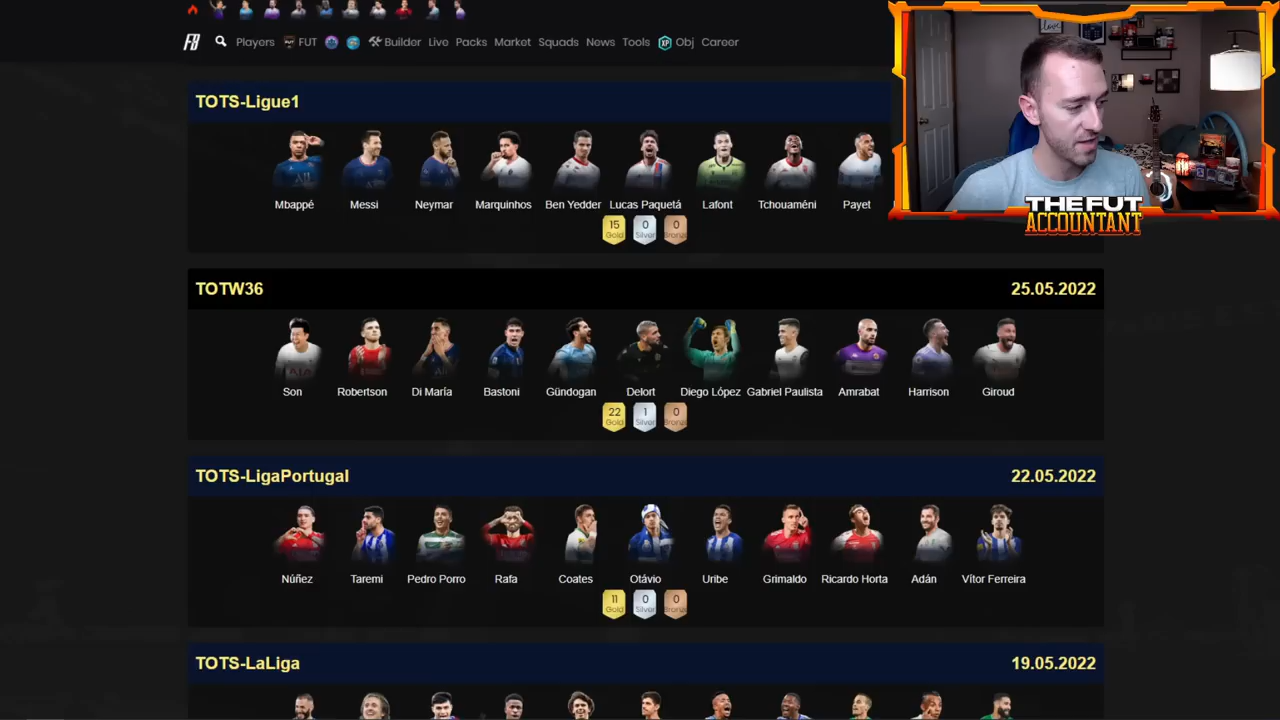 F8 Players FUT Builder Live Packs Market Squads News Tools XP Obj Career
TOTS-Ligue1
Mbappé Messi Neymar Marquinhos Ben Yedder Lucas Paquetá Lafont Tchouaméni Payet
15 0 0
Gold Silver Bronze
THE FUT
ACCOUNTANT
TOTW36 25.05.2022
Son Robertson Di María Bastoni Gündogan Delort Diego López Gabriel Paulista Amrabat Harrison Giroud
22 1 0
Gold Silver Bronze
TOTS-LigaPortugal 22.05.2022
Núñez Taremi Pedro Porro Rafa Coates Otávio Uribe Grimaldo Ricardo Horta Adán Vítor Ferreira
11 0 0
Gold Silver Bronze
TOTS-LaLiga 19.05.2022